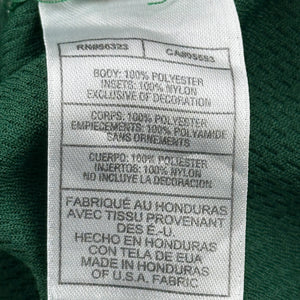 RN#56323 CA#05553
BODY: 100% POLYESTER
INSETS: 100% NYLON
EXCLUSIVE OF DECORATION
CORPS: 100% POLYESTER
EMPIECEMENTS: 100% POLYAMIDE
SANS ORNEMENTS
CUERPO: 100% POLIESTER
INJERTOS: 100% NYLON
NO INCLUYE LA DECORACION
FABRIQUÉ AU HONDURAS
AVEC TISSU PROVENANT
DES É.-U.
HECHO EN HONDURAS
CON TELA DE EUA
MADE IN HONDURAS
OF U.S.A. FABRIC